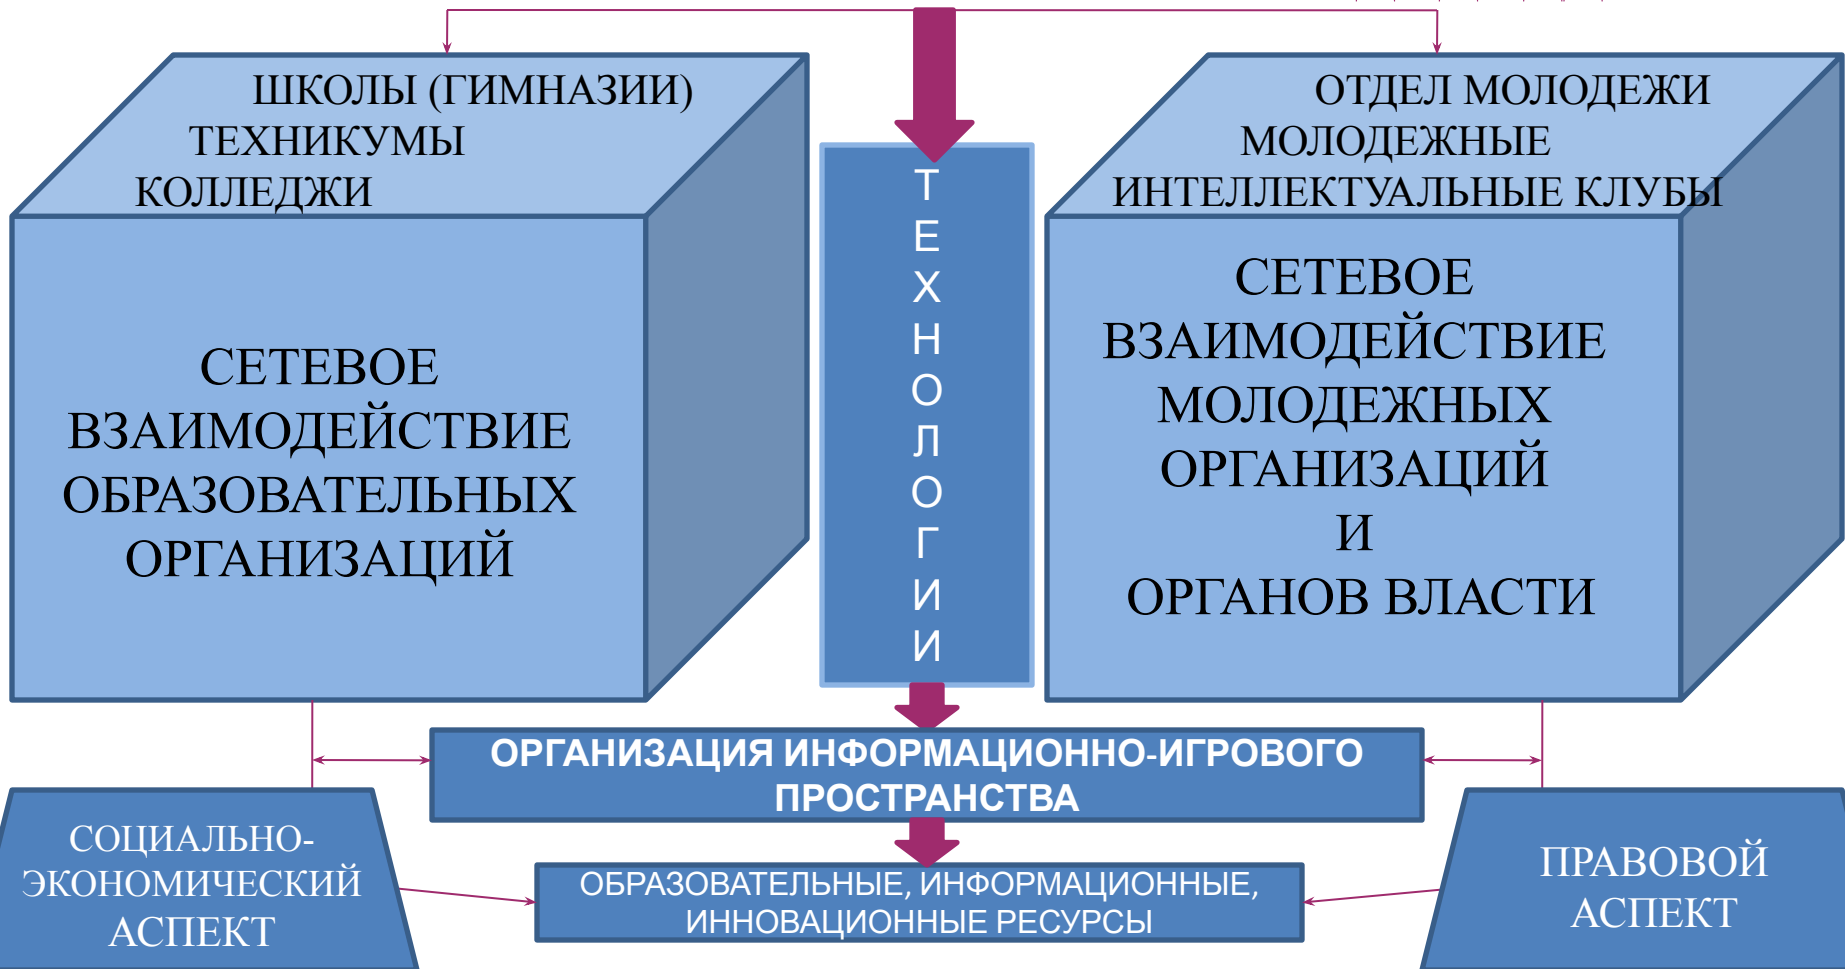 ШКОЛЫ (ГИМНАЗИИ)
ТЕХНИКУМЫ
КОЛЛЕДЖИ
СЕТЕВОЕ
ВЗАИМОДЕЙСТВИЕ
ОБРАЗОВАТЕЛЬНЫХ
ОРГАНИЗАЦИЙ
Т
Е
Х
Н
О
Л
О
Г
И
И
ОТДЕЛ МОЛОДЕЖИ
МОЛОДЕЖНЫЕ
ИНТЕЛЛЕКТУАЛЬНЫЕ КЛУБЫ
СЕТЕВОЕ
ВЗАИМОДЕЙСТВИЕ
МОЛОДЕЖНЫХ
ОРГАНИЗАЦИЙ
И
ОРГАНОВ ВЛАСТИ
ОРГАНИЗАЦИЯ ИНФОРМАЦИОННО-ИГРОВОГО
ПРОСТРАНСТВА
СОЦИАЛЬНО-
ЭКОНОМИЧЕСКИЙ
АСПЕКТ
ОБРАЗОВАТЕЛЬНЫЕ, ИНФОРМАЦИОННЫЕ,
ИННОВАЦИОННЫЕ РЕСУРСЫ
ПРАВОВОЙ
АСПЕКТ